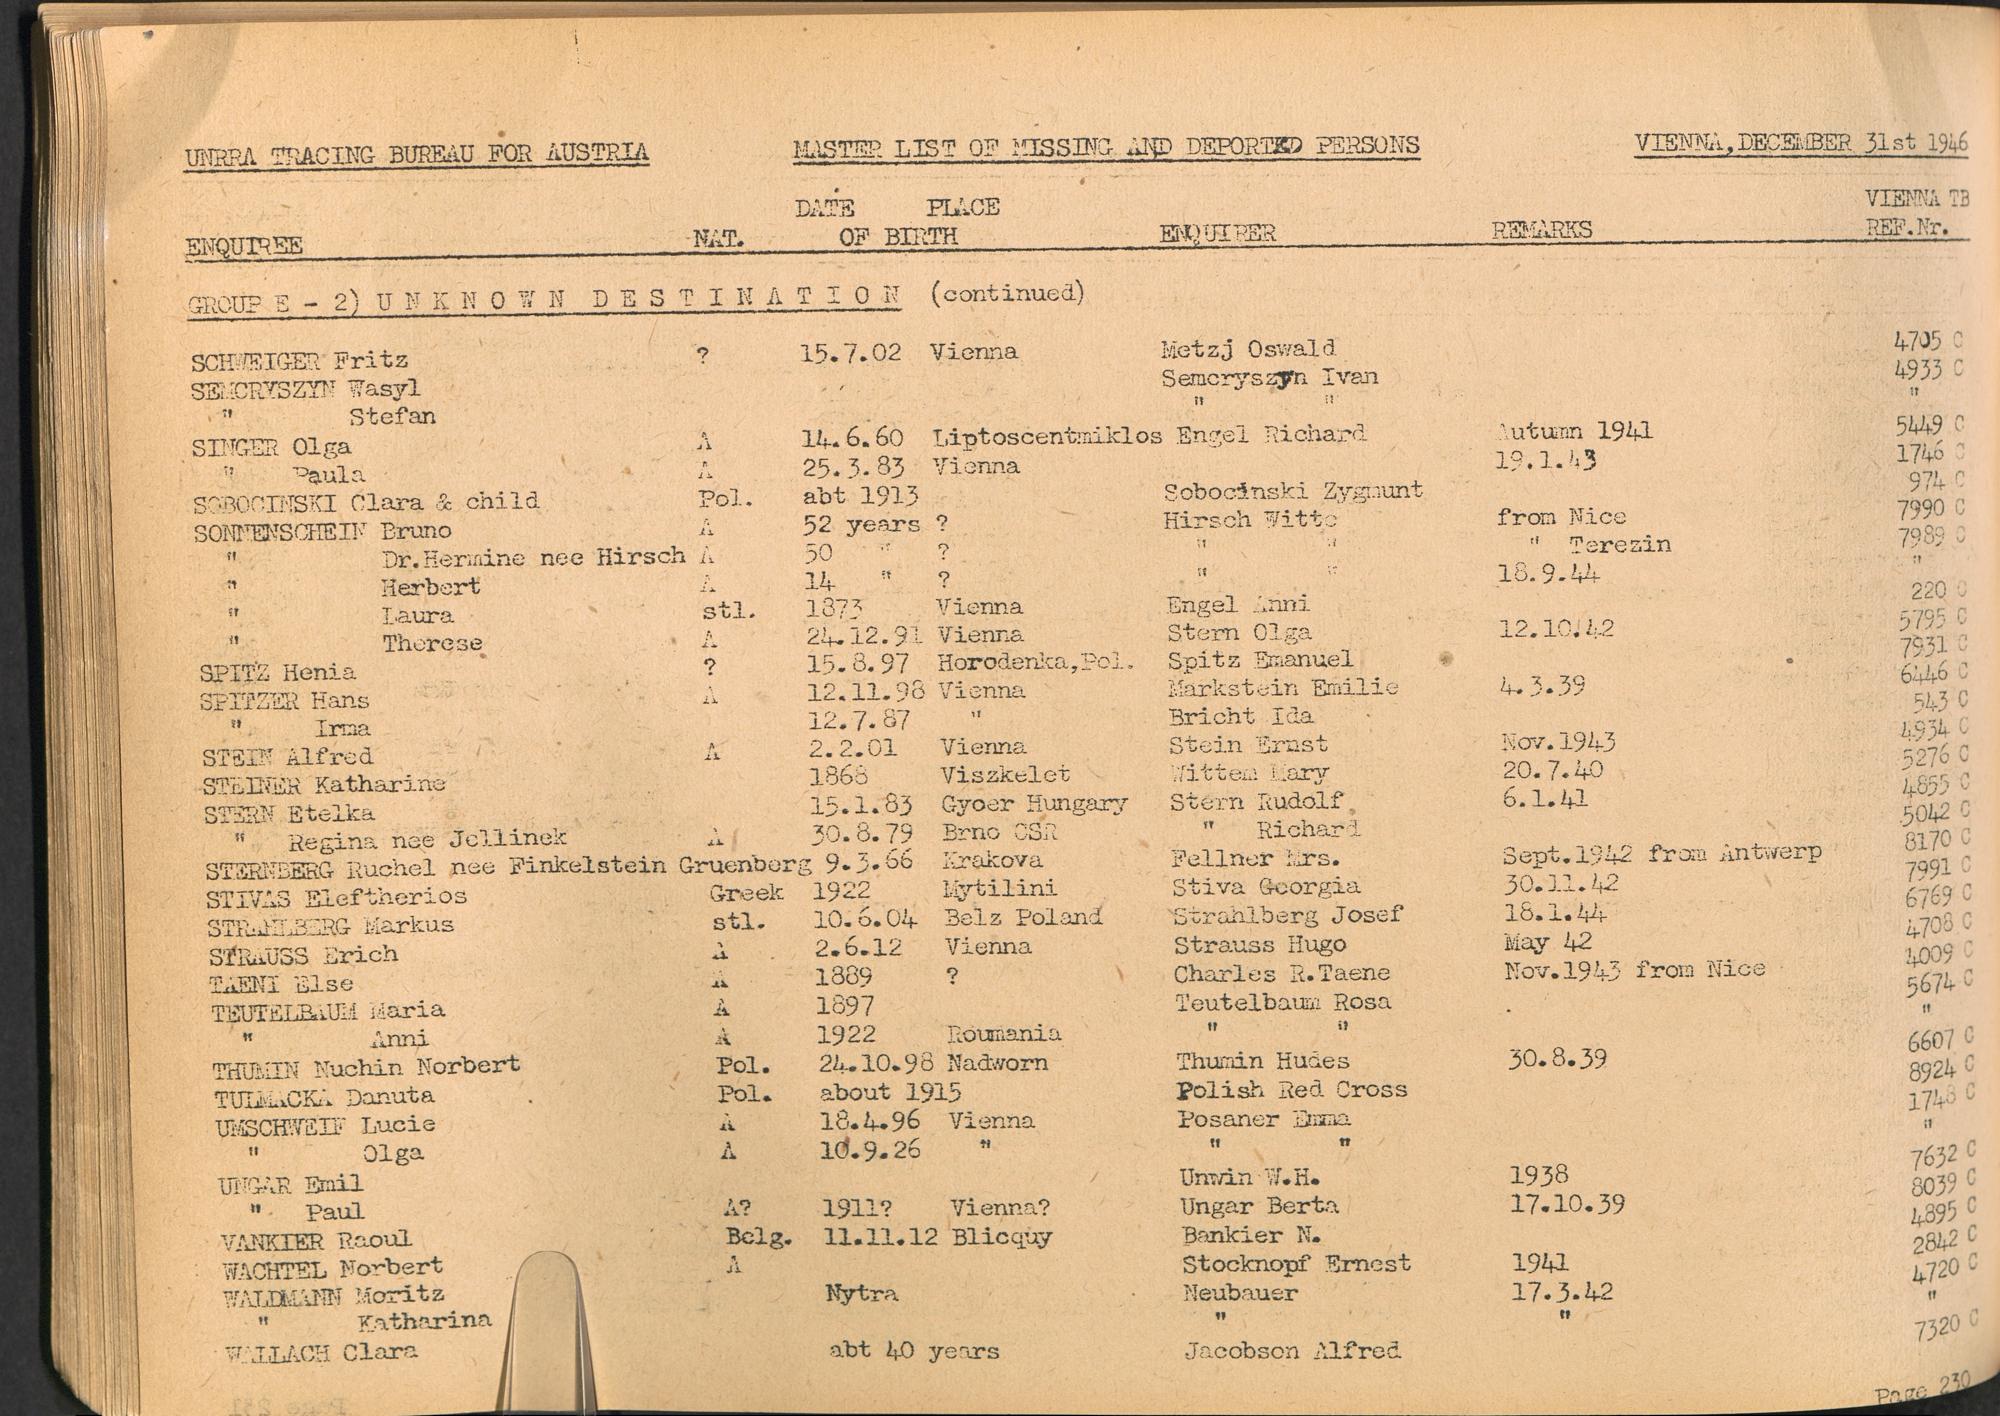 UNRRA TRACING BUREAU FOR AUSTRIA MASTER LIST OF MISSING AND DEPORTED PERSONS VIENNA, DECEMBER 31st 1946
DATE PLACE VIENNA TB
ENQUIREE NAT. OF BIRTH ENQUIRER REMARKS REF.Nr.
GROUP E - 2) U N K N O W N D E S T I N A T I O N (continued)
SCHWEIGER Fritz ? 15.7.02 Vienna Metzj Oswald 4705 C
SEMCRYSZYN Wasyl Semcryszyn Ivan 4933 C
" Stefan " " "
SINGER Olga A 14.6.60 Liptoscentmiklos Engel Richard Autumn 1941 5449 C
" Paula A 25.3.83 Vienna 19.1.43 1746 C
SOBOCINSKI Clara & child Pol. abt 1913 Sobocinski Zygmunt 974 C
SONNENSCHEIN Bruno A 52 years ? Hirsch Witte from Nice 7990 C
" Dr.Hermine nee Hirsch A 50 " ? " " " Terezin 7989 C
" Herbert A 14 " ? " " 18.9.44 "
" Laura stl. 1873 Vienna Engel Anni 220 C
" Therese A 24.12.91 Vienna Stern Olga 12.10.42 5795 C
SPITZ Henia ? 15.8.97 Horodenka,Pol. Spitz Emanuel 7931 C
SPITZER Hans A 12.11.98 Vienna Markstein Emilie 4.3.39 6446 C
" Irma 12.7.87 " Bricht Ida 543 C
STEIN Alfred A 2.2.01 Vienna Stein Ernst Nov.1943 4934 C
STEINER Katharine 1868 Viszkelet Wittem Mary 20.7.40 5276 C
STERN Etelka 15.1.83 Gyoer Hungary Stern Rudolf 6.1.41 4855 C
" Regina nee Jellinek A 30.8.79 Brno CSR " Richard 5042 C
STERNBERG Ruchel nee Finkelstein Gruenberg 9.3.66 Krakova Fellner Mrs. Sept.1942 from Antwerp 8170 C
STIVAS Eleftherios Greek 1922 Mytilini Stiva Georgia 30.11.42 7991 C
STRAHLBERG Markus stl. 10.6.04 Belz Poland Strahlberg Josef 18.1.44 6769 C
STRAUSS Erich A 2.6.12 Vienna Strauss Hugo May 42 4708 C
TAENI Else A 1889 ? Charles R.Taene Nov.1943 from Nice 4009 C
TEUTELBAUM Maria A 1897 Teutelbaum Rosa 5674 C
" Anni A 1922 Roumania " " "
THUMIN Nuchin Norbert Pol. 24.10.98 Nadworn Thumin Hudes 30.8.39 6607 C
TULMACKA Danuta Pol. about 1915 Polish Red Cross 8924 C
UMSCHWEIF Lucie A 18.4.96 Vienna Posaner Emma 1748 C
" Olga A 10.9.26 " " " "
UNGAR Emil Unwin W.H. 1938 7632 C
" Paul A? 1911? Vienna? Ungar Berta 17.10.39 8039 C
VANKIER Raoul Belg. 11.11.12 Blicquy Bankier N. 4895 C
WACHTEL Norbert A Stocknopf Ernest 1941 2842 C
WALDMANN Moritz Nytra Neubauer 17.3.42 4720 C
" Katharina " " "
WALLACH Clara abt 40 years Jacobson Alfred 7320 C
Page 230